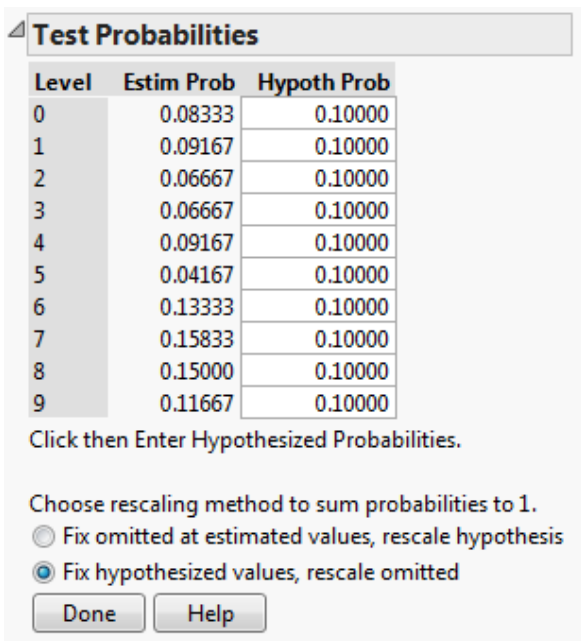 Test Probabilities
Level Estim Prob Hypoth Prob
0 0.08333 0.10000
1 0.09167 0.10000
2 0.06667 0.10000
3 0.06667 0.10000
4 0.09167 0.10000
5 0.04167 0.10000
6 0.13333 0.10000
7 0.15833 0.10000
8 0.15000 0.10000
9 0.11667 0.10000
Click then Enter Hypothesized Probabilities.
Choose rescaling method to sum probabilities to 1.
Fix omitted at estimated values, rescale hypothesis
Fix hypothesized values, rescale omitted
Done Help